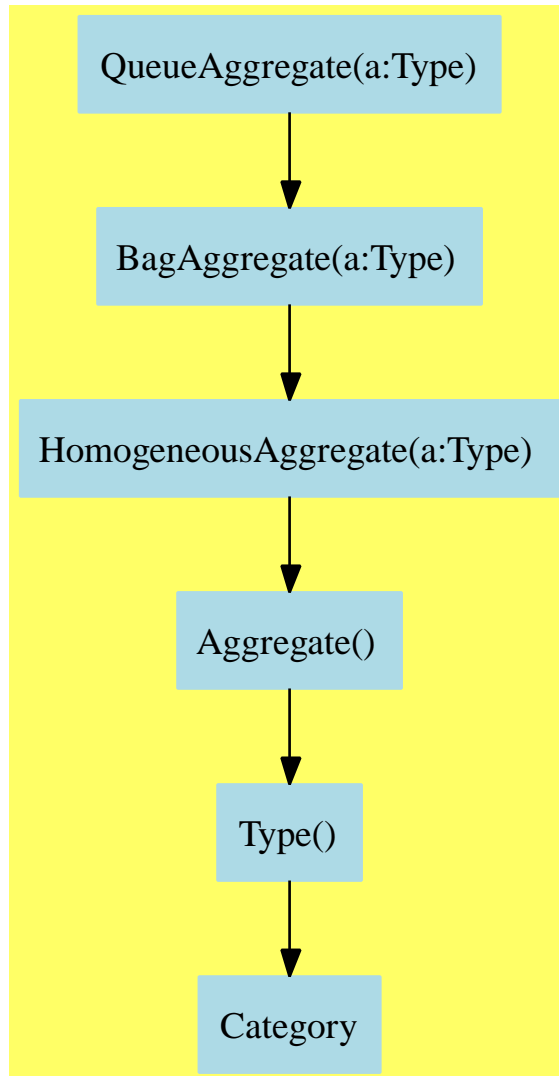 QueueAggregate(a:Type)
BagAggregate(a:Type)
HomogeneousAggregate(a:Type)
Aggregate()
Type()
Category